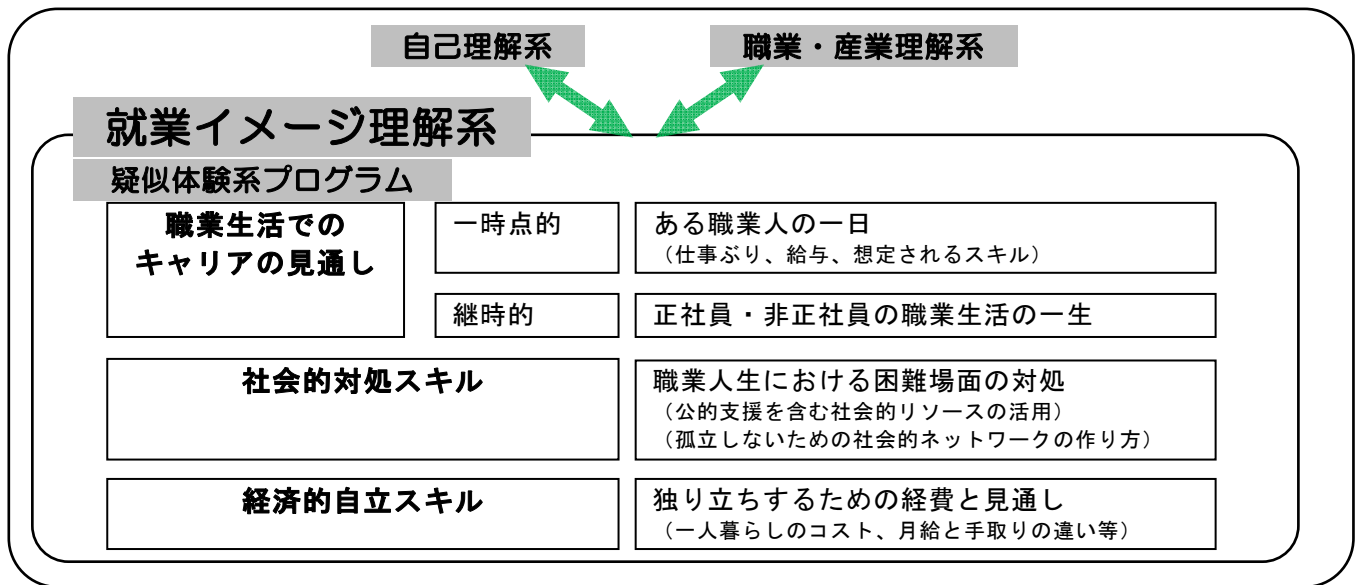 自己理解系
職業・産業理解系
就業イメージ理解系
疑似体験系プログラム
職業生活での
キャリアの見通し
一時点的
ある職業人の一日
(仕事ぶり、給与、想定されるスキル)
継時的
正社員・非正社員の職業生活の一生
社会的対処スキル
職業人生における困難場面の対処
(公的支援を含む社会的リソースの活用)
(孤立しないための社会的ネットワークの作り方)
経済的自立スキル
独り立ちするための経費と見通し
(一人暮らしのコスト、月給と手取りの違い等)